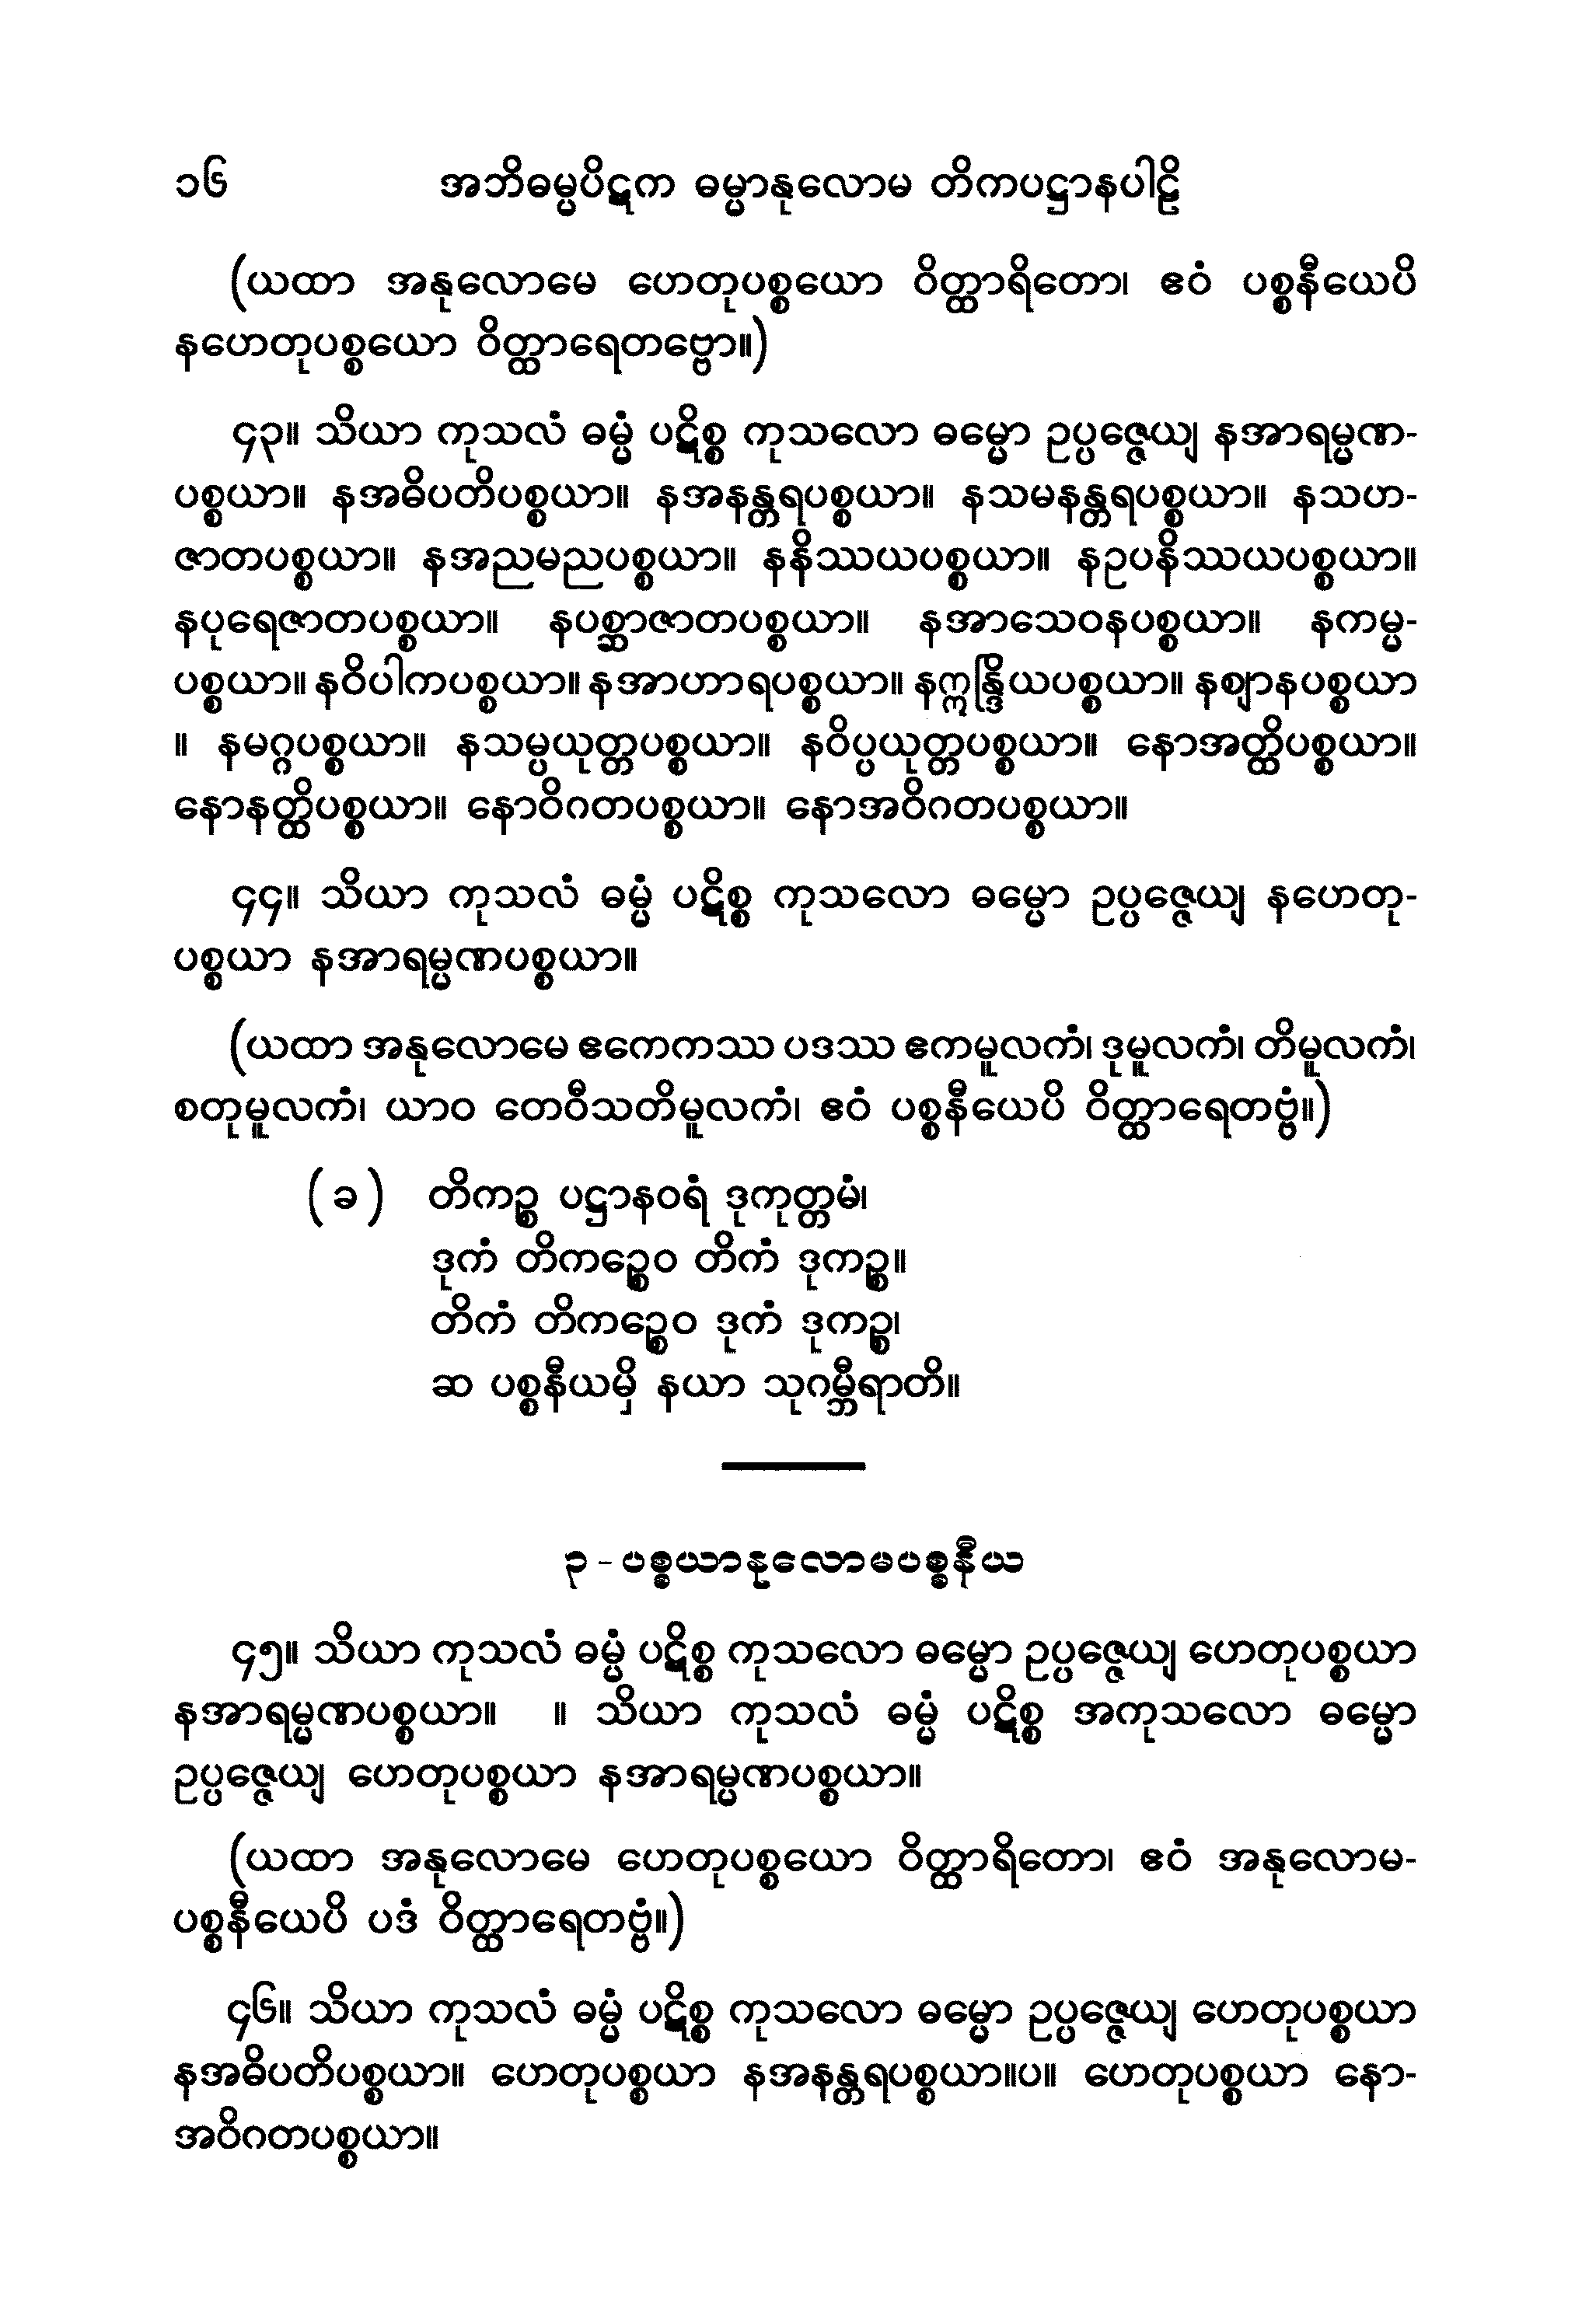 ၁၆ အဘိဓမ္မပိဋက ဓမ္မာနုလောမ တိကပဋ္ဌာနပါဠိ
(ယထာ အနုလောမေ ဟေတုပစ္စယော ဝိတ္ထာရိတော၊ ဧဝံ ပစ္စနီယေပိ
နဟေတုပစ္စယော ဝိတ္ထာရေတဗ္ဗော။)
၄၃။ သိယာ ကုသလံ ဓမ္မံ ပဋိစ္စ ကုသလော ဓမ္မော ဥပ္ပဇ္ဇေယျ နအာရမ္မဏ-
ပစ္စယာ။ နအဓိပတိပစ္စယာ။ နအနန္တရပစ္စယာ။ နသမနန္တရပစ္စယာ။ နသဟ-
ဇာတပစ္စယာ။ နအညမညပစ္စယာ။ နနိဿယပစ္စယာ။ နဥပနိဿယပစ္စယာ။
နပုရေဇာတပစ္စယာ။ နပစ္ဆာဇာတပစ္စယာ။ နအာသေဝနပစ္စယာ။ နကမ္မ-
ပစ္စယာ။ နဝိပါကပစ္စယာ။ နအာဟာရပစ္စယာ။ နဣန္ဒြိယပစ္စယာ။ နဈာနပစ္စယာ
။ နမဂ္ဂပစ္စယာ။ နသမ္ပယုတ္တပစ္စယာ။ နဝိပ္ပယုတ္တပစ္စယာ။ နောအတ္ထိပစ္စယာ။
နောနတ္ထိပစ္စယာ။ နောဝိဂတပစ္စယာ။ နောအဝိဂတပစ္စယာ။
၄၄။ သိယာ ကုသလံ ဓမ္မံ ပဋိစ္စ ကုသလော ဓမ္မော ဥပ္ပဇ္ဇေယျ နဟေတု-
ပစ္စယာ နအာရမ္မဏပစ္စယာ။
(ယထာ အနုလောမေ ဧကေကဿ ပဒဿ ဧကမူလကံ၊ ဒုမူလကံ၊ တိမူလကံ၊
စတုမူလကံ၊ ယာဝ တေဝီသတိမူလကံ၊ ဧဝံ ပစ္စနီယေပိ ဝိတ္ထာရေတဗ္ဗံ။)
(ခ) တိကဉ္စ ပဋ္ဌာနဝရံ ဒုကုတ္တမံ၊
ဒုကံ တိကဉ္စေဝ တိကံ ဒုကဉ္စ။
တိကံ တိကဉ္စေဝ ဒုကံ ဒုကဉ္စ၊
ဆ ပစ္စနီယမှိ နယာ သုဂမ္ဘီရာတိ။
၃-ပစ္စယာနုလောမပစ္စနီယ
၄၅။ သိယာ ကုသလံ ဓမ္မံ ပဋိစ္စ ကုသလော ဓမ္မော ဥပ္ပဇ္ဇေယျ ဟေတုပစ္စယာ
နအာရမ္မဏပစ္စယာ။ ။ သိယာ ကုသလံ ဓမ္မံ ပဋိစ္စ အကုသလော ဓမ္မော
ဥပ္ပဇ္ဇေယျ ဟေတုပစ္စယာ နအာရမ္မဏပစ္စယာ။
(ယထာ အနုလောမေ ဟေတုပစ္စယော ဝိတ္ထာရိတော၊ ဧဝံ အနုလောမ-
ပစ္စနီယေပိ ပဒံ ဝိတ္ထာရေတဗ္ဗံ။)
၄၆။ သိယာ ကုသလံ ဓမ္မံ ပဋိစ္စ ကုသလော ဓမ္မော ဥပ္ပဇ္ဇေယျ ဟေတုပစ္စယာ
နအဓိပတိပစ္စယာ။ ဟေတုပစ္စယာ နအနန္တရပစ္စယာ။ပ။ ဟေတုပစ္စယာ နော-
အဝိဂတပစ္စယာ။